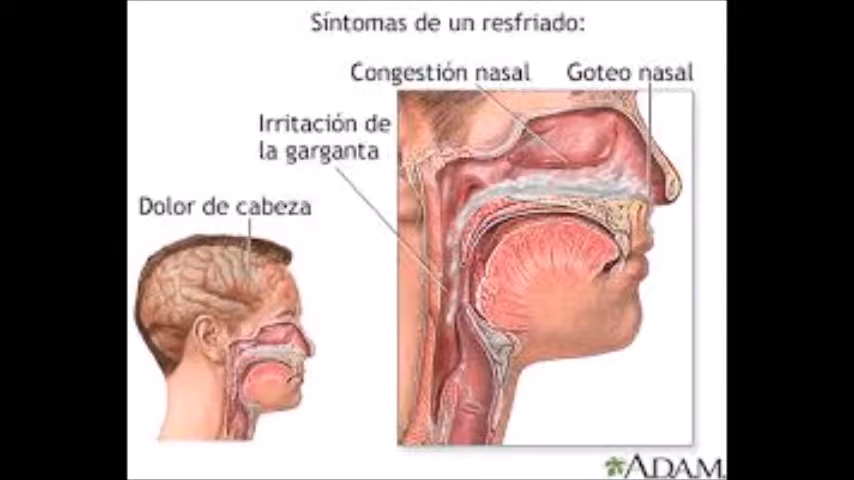 Síntomas de un resfriado:
Congestión nasal
Goteo nasal
Irritación de
la garganta
Dolor de cabeza
ADAM